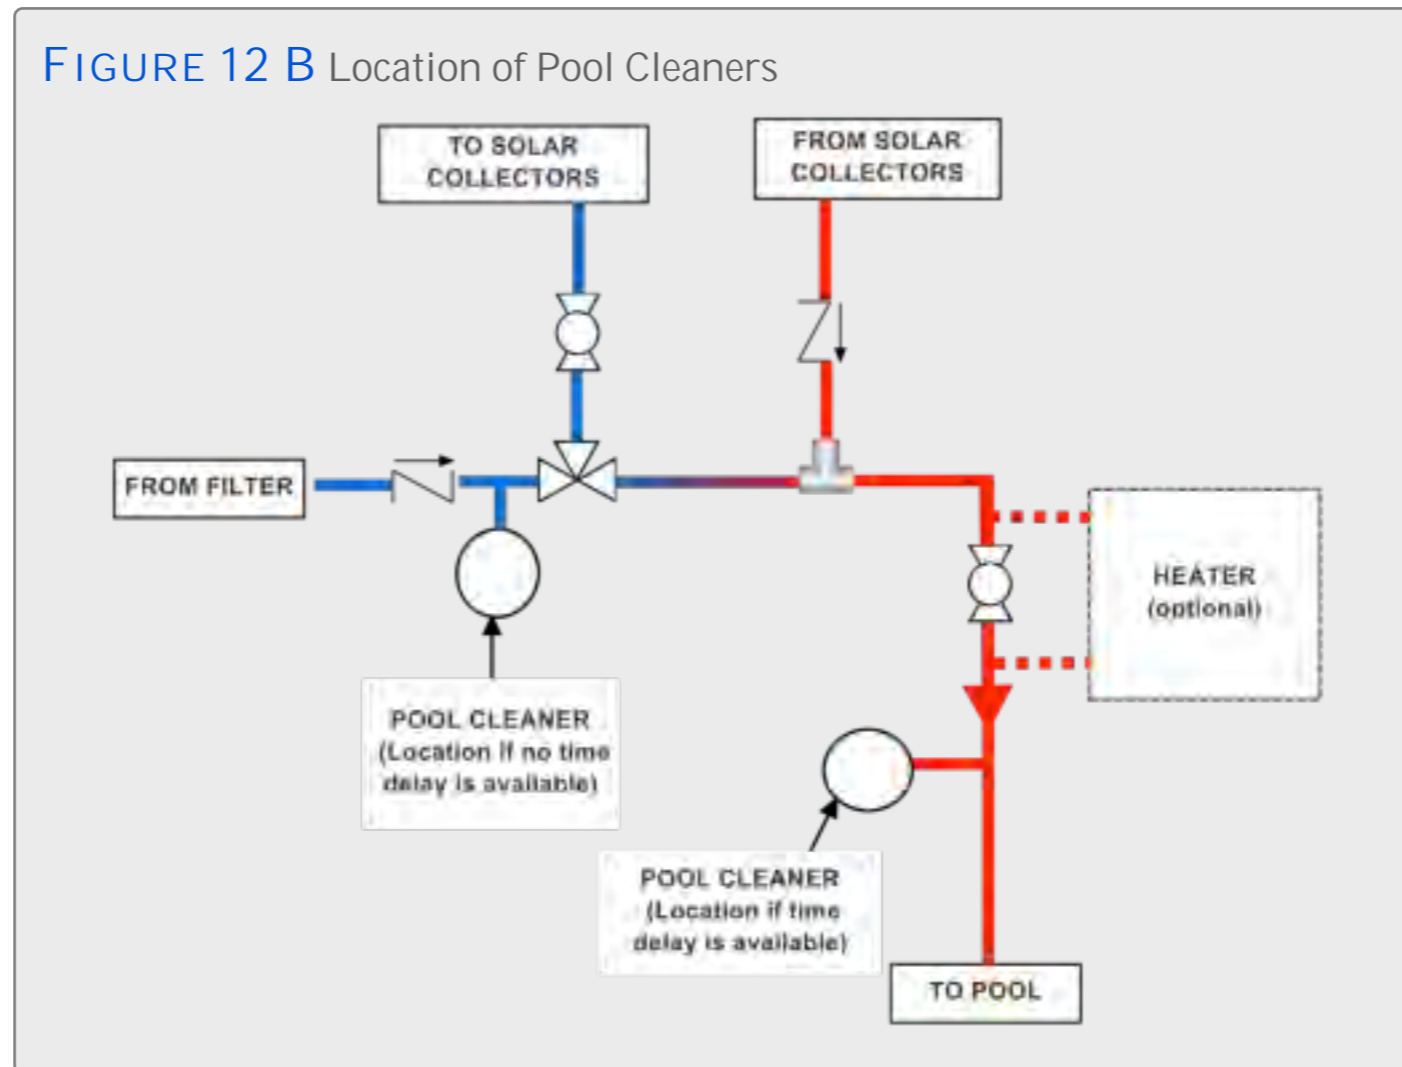 FIGURE 12 B Location of Pool Cleaners
TO SOLAR
COLLECTORS
FROM SOLAR
COLLECTORS
FROM FILTER
HEATER
(optional)
POOL CLEANER
(Location if no time
delay is available)
POOL CLEANER
(Location if time
delay is available)
TO POOL